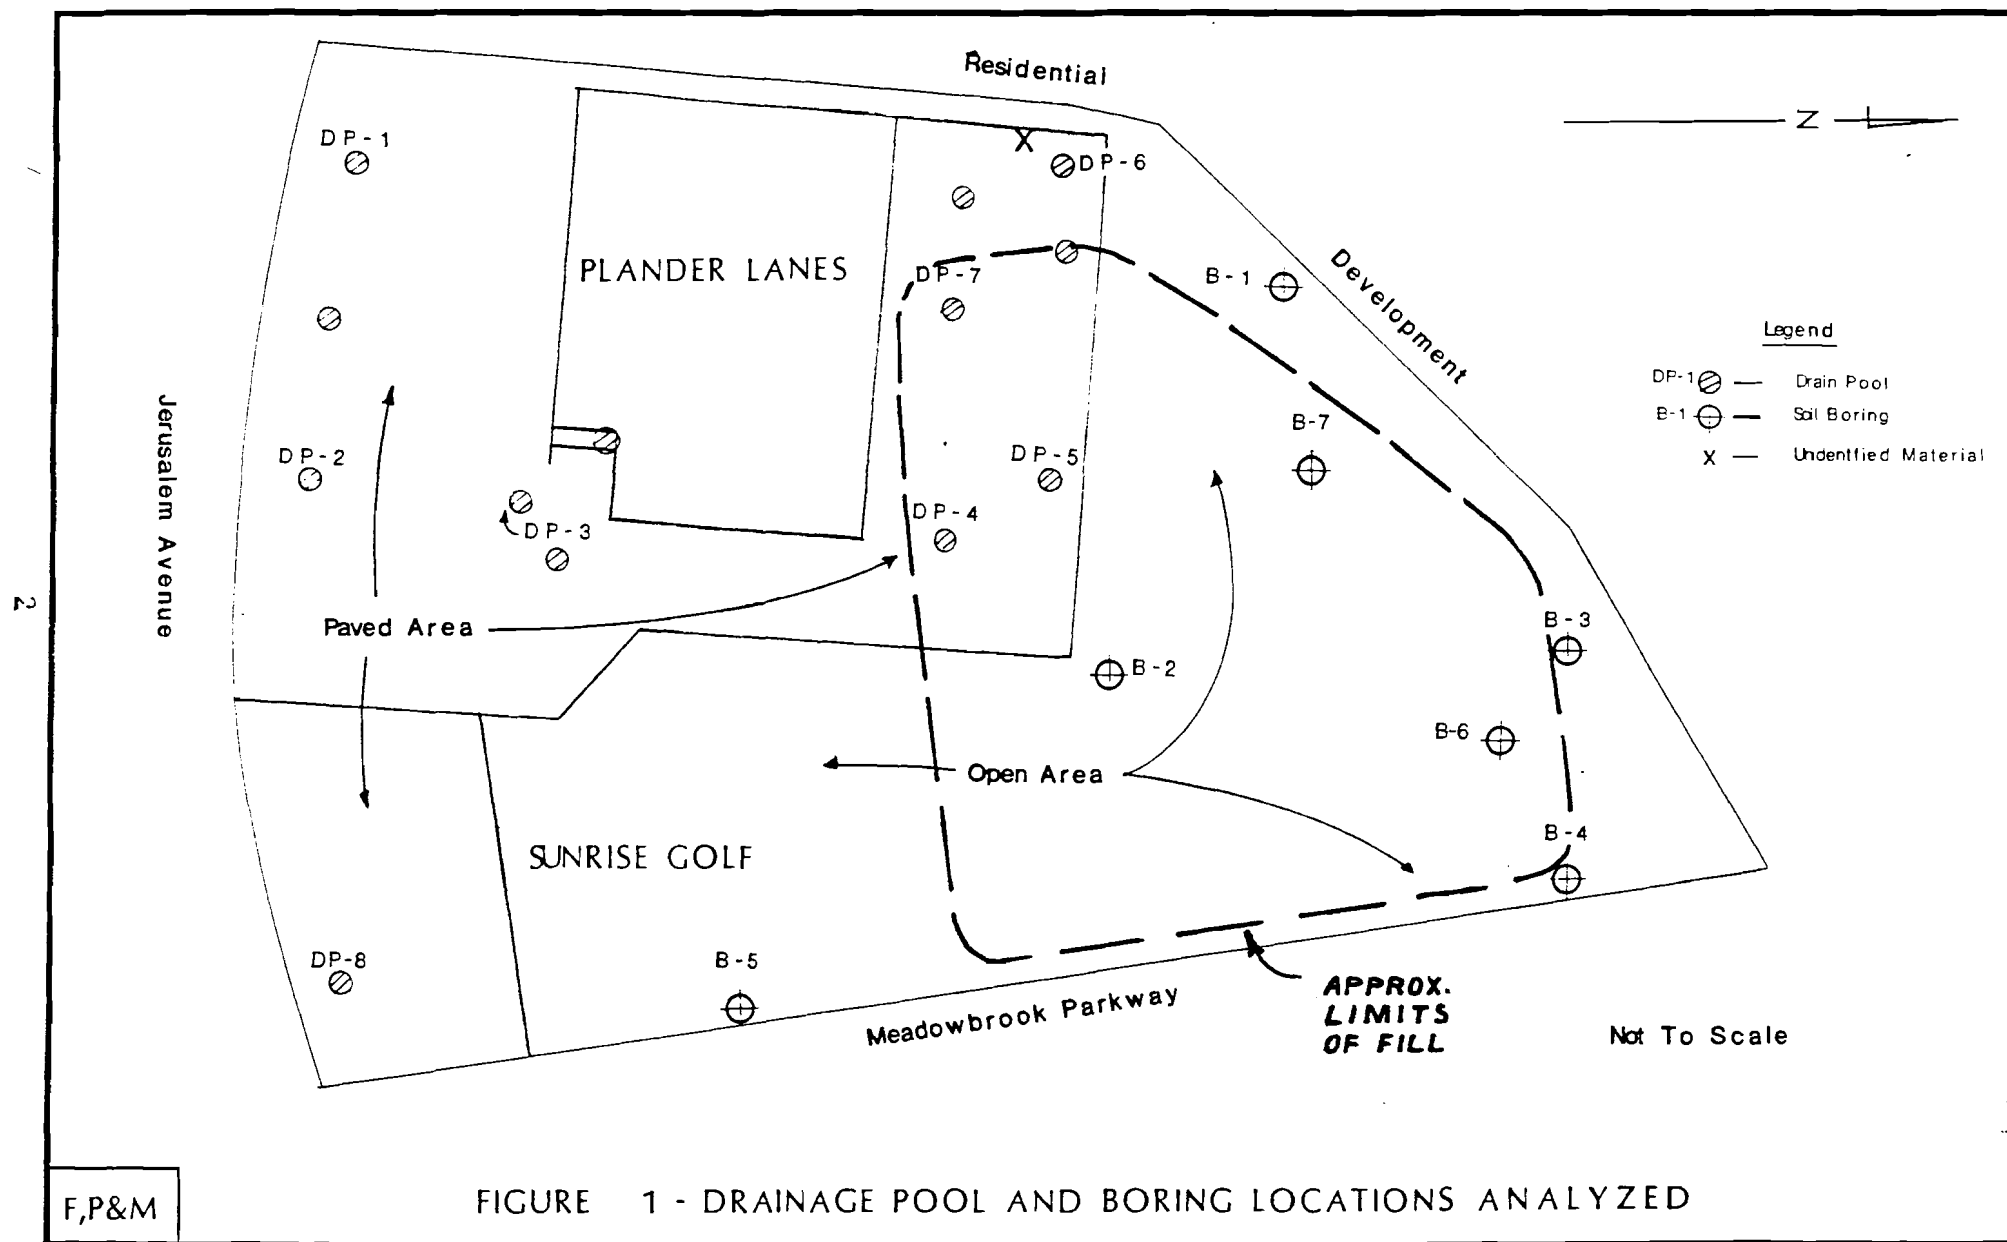 Residential
Z
DP-1
DP-6
PLANDER LANES
DP-7
B-1
Development
Legend
DP-1 — Drain Pool
B-1 — Soil Boring
X — Undentfied Material
X
Jerusalem Avenue
DP-2
DP-3
DP-5
DP-4
B-7
2
Paved Area
B-3
B-2
B-6
Open Area
B-4
SUNRISE GOLF
DP-8
B-5
Meadowbrook Parkway
APPROX.
LIMITS
OF FILL
Not To Scale
F,P&M
FIGURE 1 - DRAINAGE POOL AND BORING LOCATIONS ANALYZED